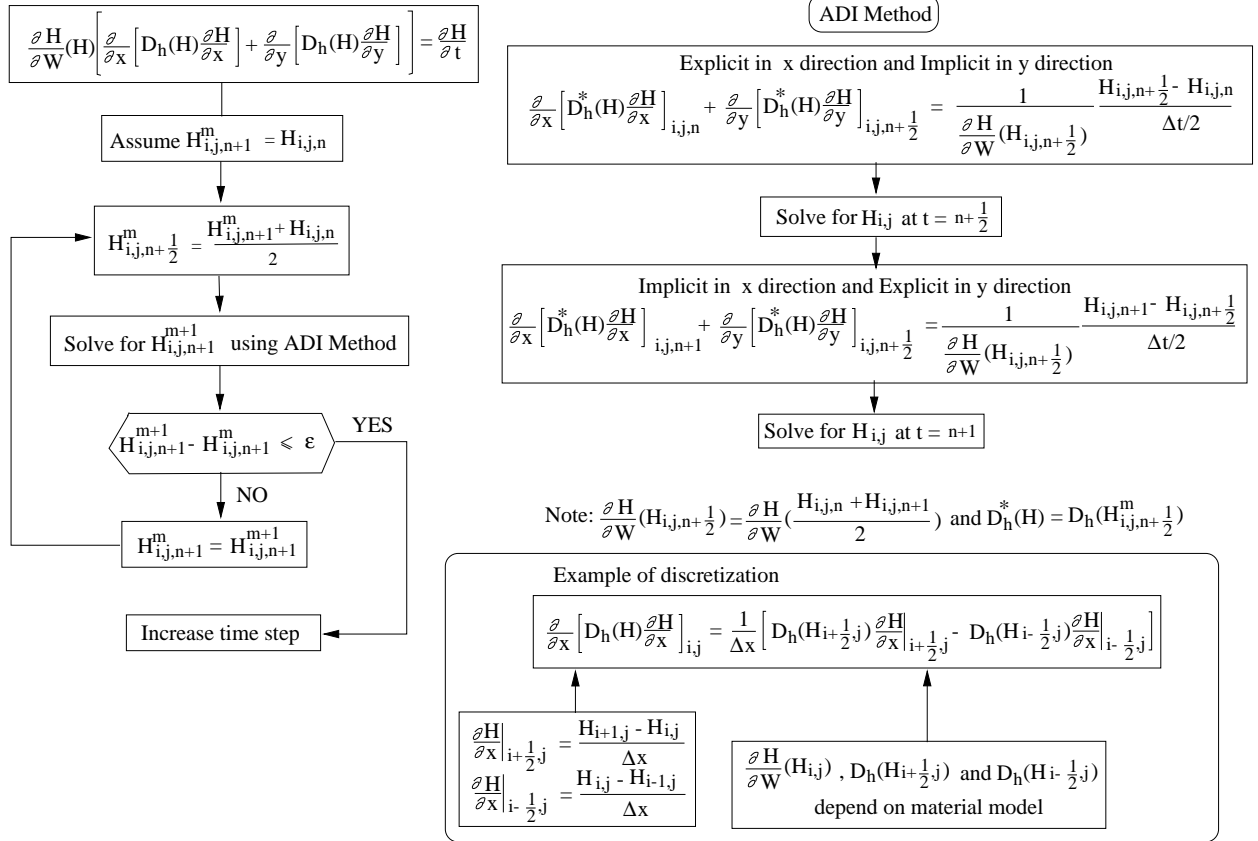 ∂H/∂W(H)[∂/∂x[D_h(H)∂H/∂x] + ∂/∂y[D_h(H)∂H/∂y]] = ∂H/∂t
Assume H^m_{i,j,n+1} = H_{i,j,n}
H^m_{i,j,n+1/2} = (H^m_{i,j,n+1} + H_{i,j,n})/2
Solve for H^{m+1}_{i,j,n+1} using ADI Method
H^{m+1}_{i,j,n+1} - H^m_{i,j,n+1} ⩽ ε
YES
NO
H^m_{i,j,n+1} = H^{m+1}_{i,j,n+1}
Increase time step
ADI Method
Explicit in x direction and Implicit in y direction
∂/∂x[D^*_h(H)∂H/∂x]_{i,j,n} + ∂/∂y[D^*_h(H)∂H/∂y]_{i,j,n+1/2} = 1/(∂H/∂W(H_{i,j,n+1/2})) (H_{i,j,n+1/2} - H_{i,j,n})/(Δt/2)
Solve for H_{i,j} at t = n+1/2
Implicit in x direction and Explicit in y direction
∂/∂x[D^*_h(H)∂H/∂x]_{i,j,n+1} + ∂/∂y[D^*_h(H)∂H/∂y]_{i,j,n+1/2} = 1/(∂H/∂W(H_{i,j,n+1/2})) (H_{i,j,n+1} - H_{i,j,n+1/2})/(Δt/2)
Solve for H_{i,j} at t = n+1
Note: ∂H/∂W(H_{i,j,n+1/2}) = ∂H/∂W((H_{i,j,n} + H_{i,j,n+1})/2) and D^*_h(H) = D_h(H^m_{i,j,n+1/2})
Example of discretization
∂/∂x[D_h(H)∂H/∂x]_{i,j} = 1/Δx[D_h(H_{i+1/2,j})∂H/∂x|_{i+1/2,j} - D_h(H_{i-1/2,j})∂H/∂x|_{i-1/2,j}]
∂H/∂x|_{i+1/2,j} = (H_{i+1,j} - H_{i,j})/Δx
∂H/∂x|_{i-1/2,j} = (H_{i,j} - H_{i-1,j})/Δx
∂H/∂W(H_{i,j}) , D_h(H_{i+1/2,j}) and D_h(H_{i-1/2,j})
depend on material model